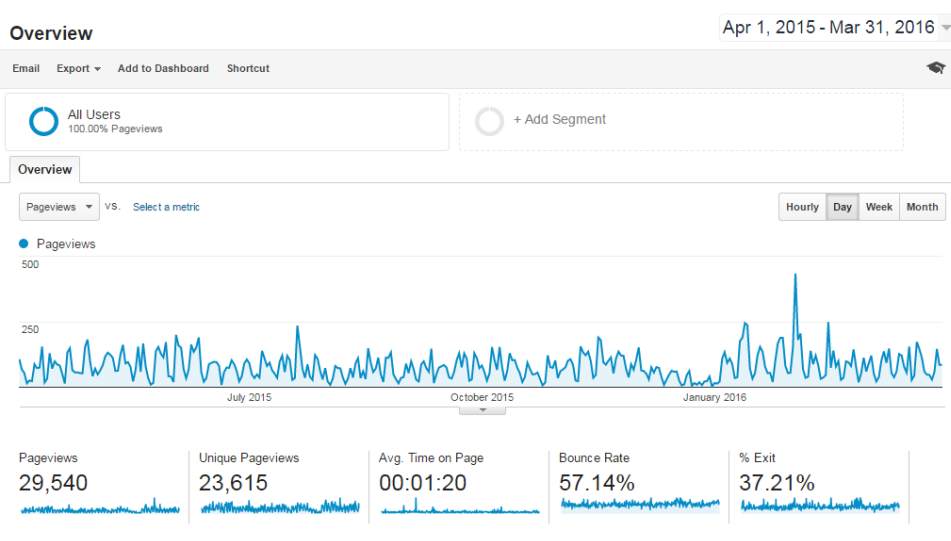 Overview
Apr 1, 2015 - Mar 31, 2016
Email Export Add to Dashboard Shortcut
All Users
100.00% Pageviews
+ Add Segment
Overview
Pageviews VS. Select a metric
Hourly Day Week Month
Pageviews
500
250
July 2015 October 2015 January 2016
Pageviews Unique Pageviews Avg. Time on Page Bounce Rate % Exit
29,540 23,615 00:01:20 57.14% 37.21%